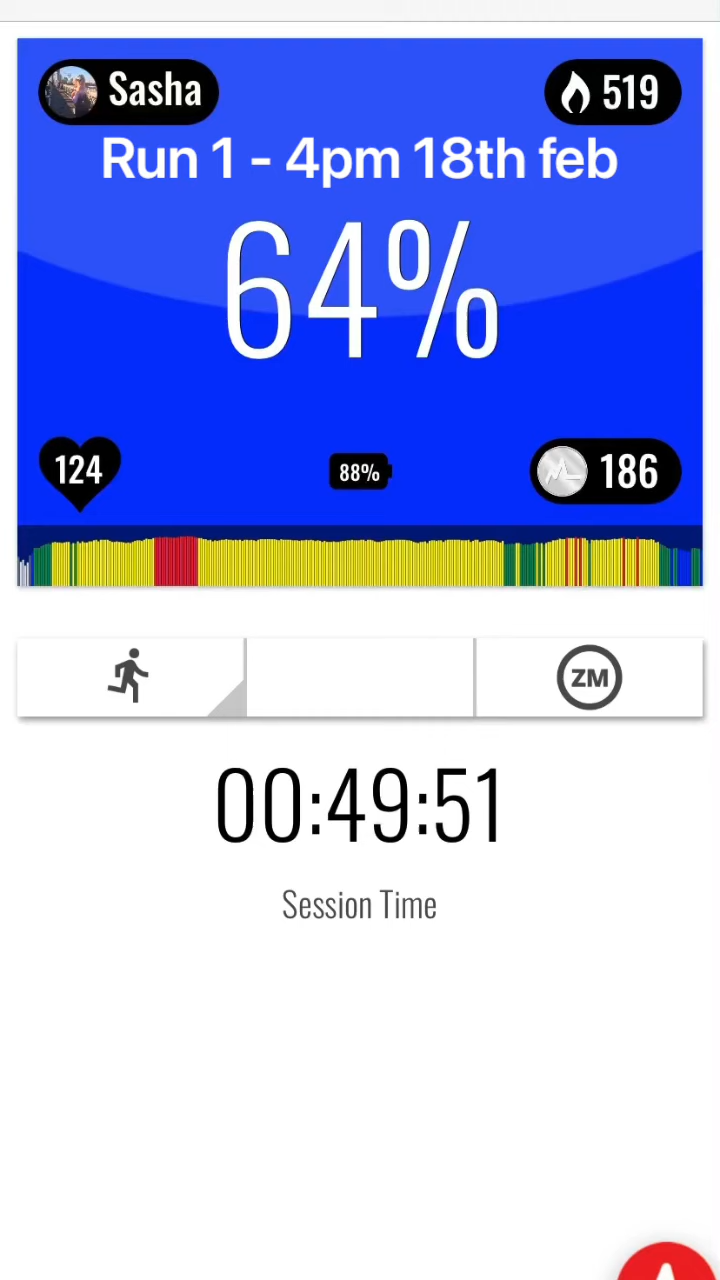 Sasha
519
Run 1 - 4pm 18th feb
64%
124
88%
186
ZM
00:49:51
Session Time